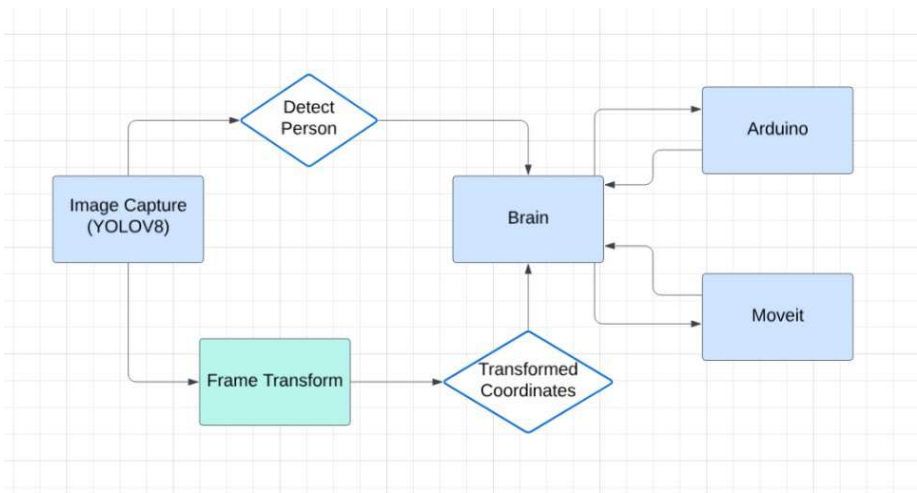 Detect
Person
Arduino
Image Capture
(YOLOV8)
Brain
Moveit
Frame Transform
Transformed
Coordinates